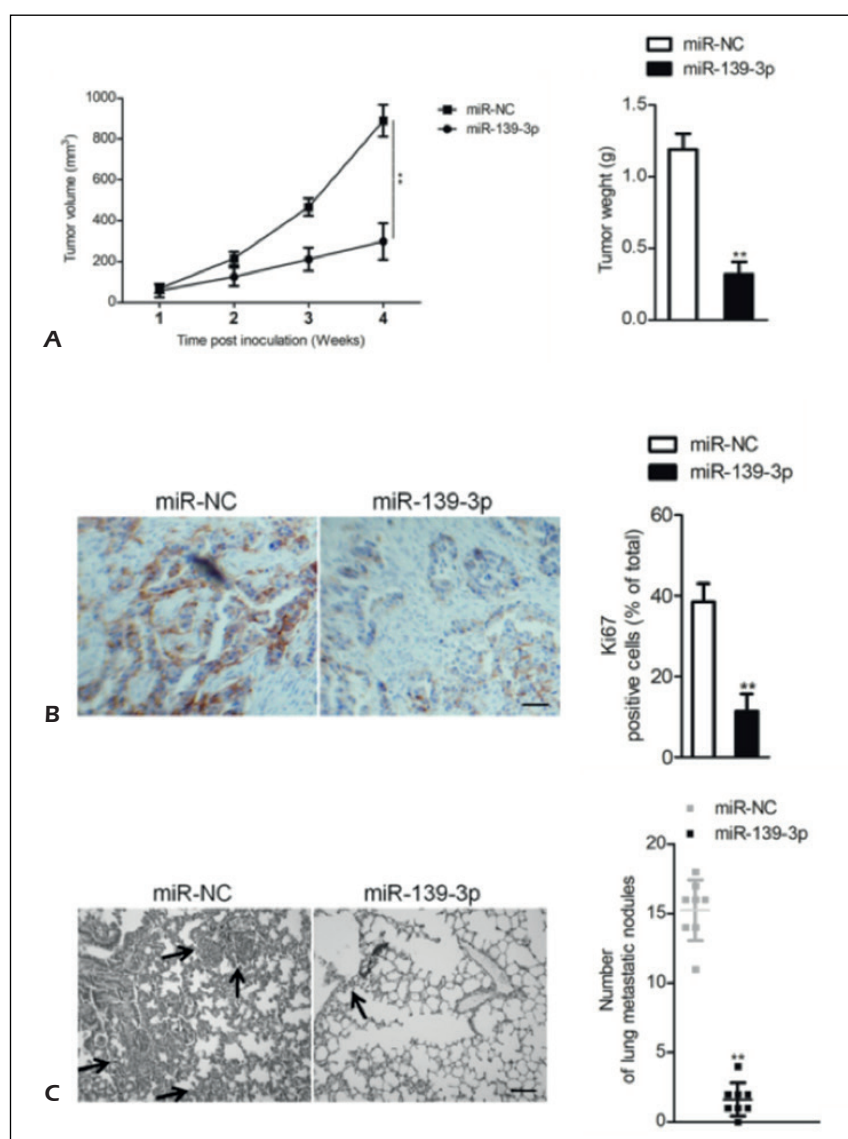 miR-NC
miR-139-3p
1000
800
600
400
200
0
Tumor volume (mm³)
miR-NC
miR-139-3p
**
1 2 3 4
Time post inoculation (Weeks)
1.5
1.0
0.5
0.0
Tumor weght (g)
**
A
miR-NC
miR-139-3p
miR-NC miR-139-3p
60
40
20
0
Ki67
positive cells (% of total)
**
B
miR-NC
miR-139-3p
miR-NC miR-139-3p
20
15
10
5
0
Number
of lung metastatic nodules
**
C